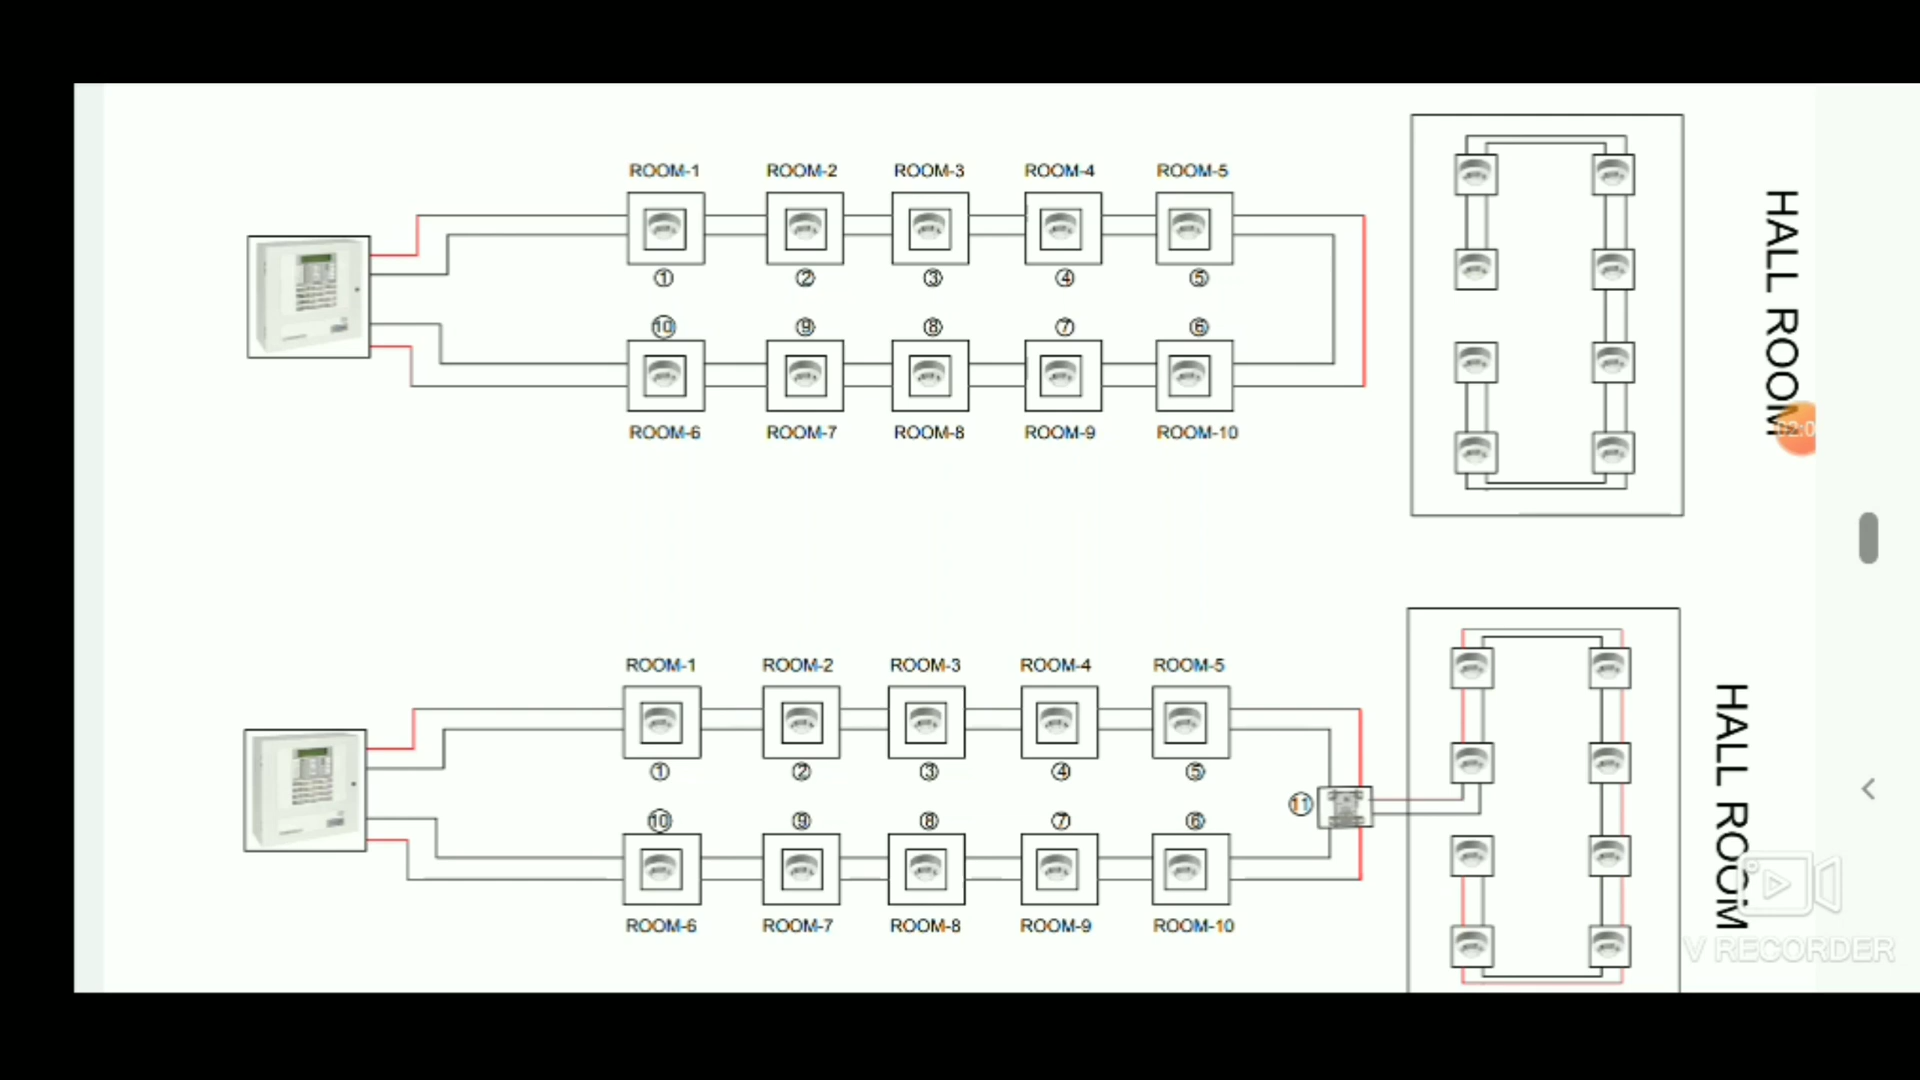 ROOM-1 ROOM-2 ROOM-3 ROOM-4 ROOM-5
① ② ③ ④ ⑤
⑩ ⑨ ⑧ ⑦ ⑥
ROOM-6 ROOM-7 ROOM-8 ROOM-9 ROOM-10
HALL ROOM
02:0
ROOM-1 ROOM-2 ROOM-3 ROOM-4 ROOM-5
① ② ③ ④ ⑤
⑪
⑩ ⑨ ⑧ ⑦ ⑥
ROOM-6 ROOM-7 ROOM-8 ROOM-9 ROOM-10
HALL ROOM
V RECORDER